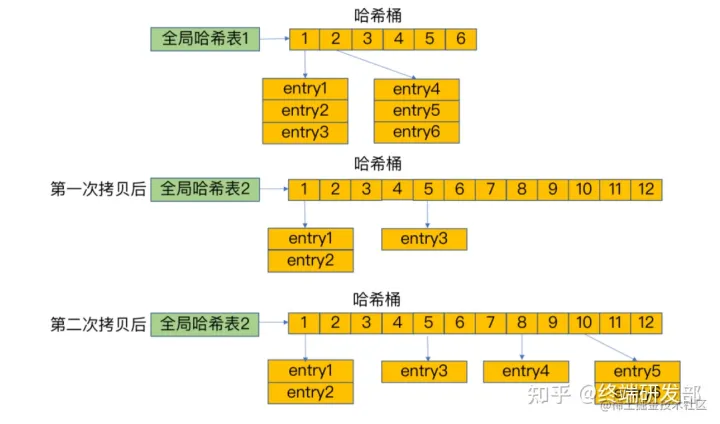 哈希桶
全局哈希表1 1 2 3 4 5 6
entry1 entry4
entry2 entry5
entry3 entry6
哈希桶
第一次拷贝后 全局哈希表2 1 2 3 4 5 6 7 8 9 10 11 12
entry1 entry3
entry2
哈希桶
第二次拷贝后 全局哈希表2 1 2 3 4 5 6 7 8 9 10 11 12
entry1 entry3 entry4 entry5
entry2
知乎 @终端研发部
@稀土掘金技术社区